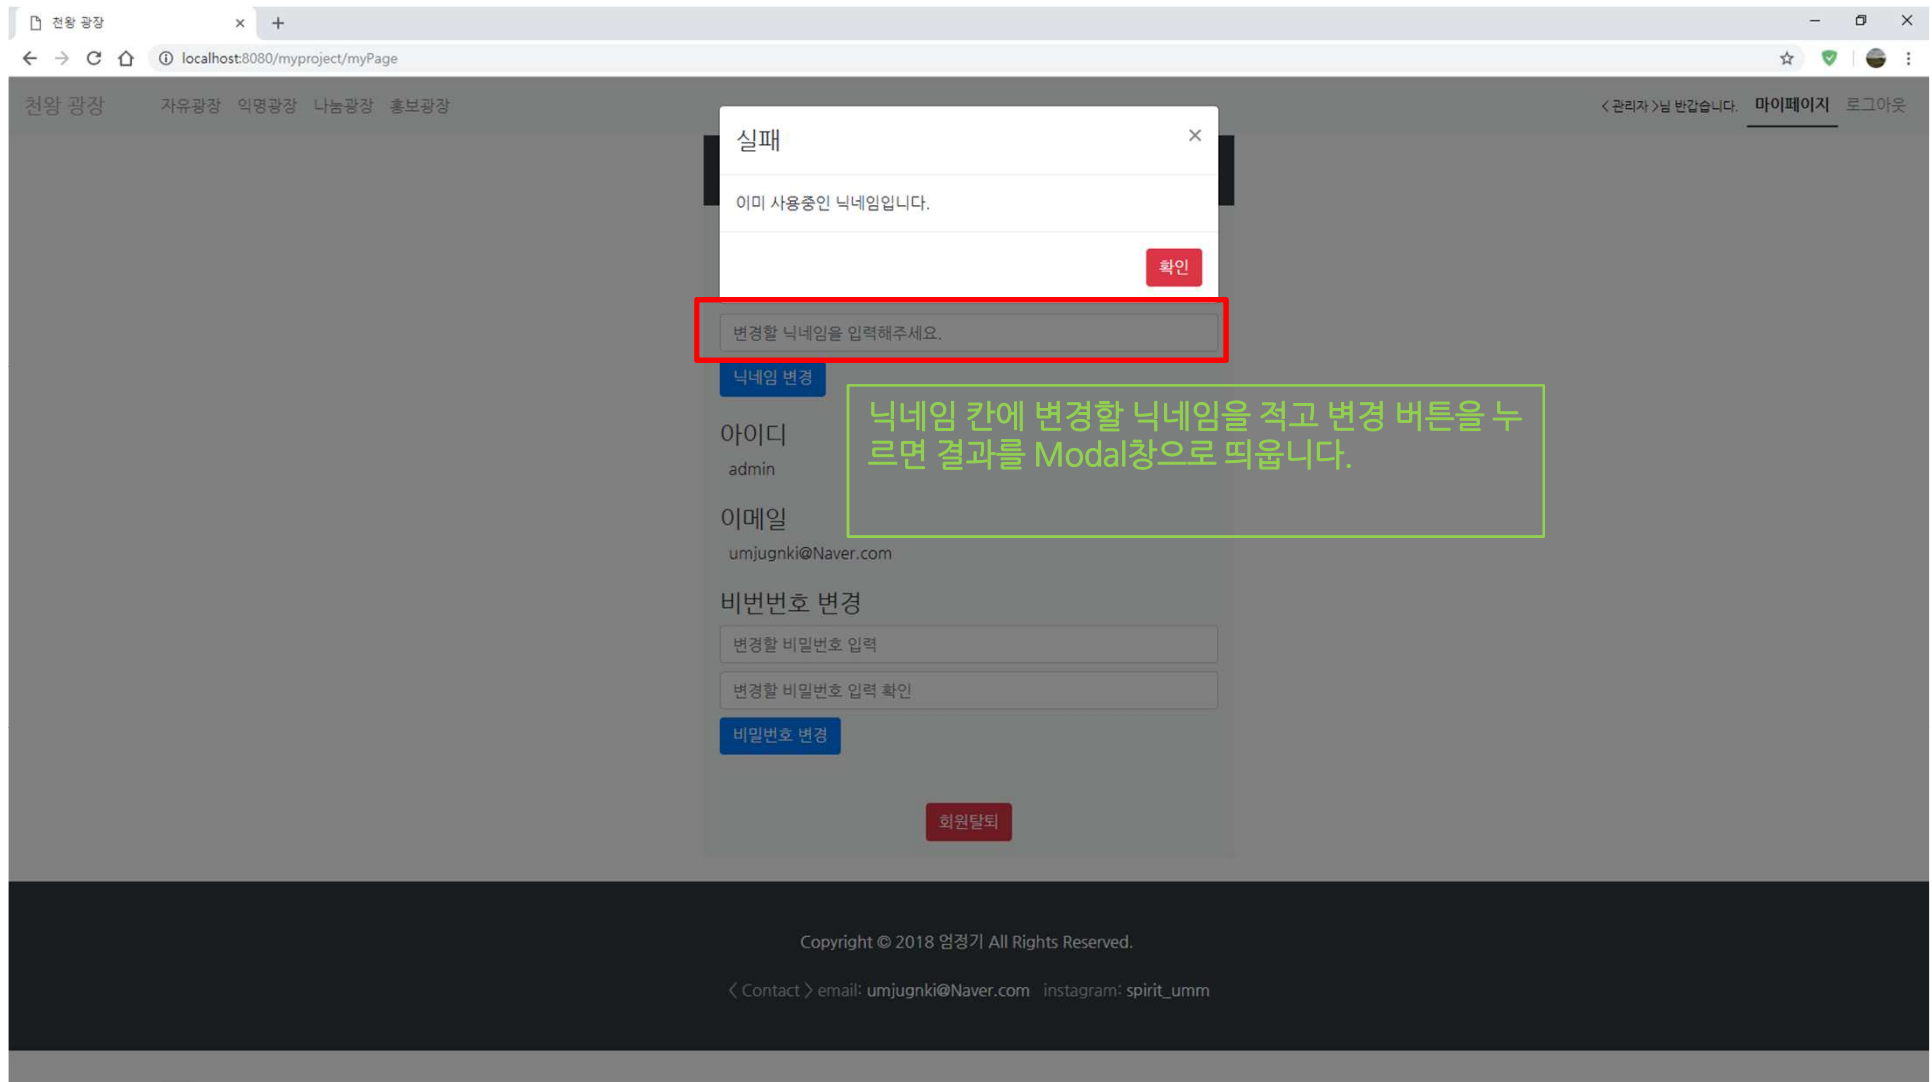 천왕 광장
localhost:8080/myproject/myPage
천왕 광장 자유광장 익명광장 나눔광장 홍보광장 <관리자>님 반갑습니다. 마이페이지 로그아웃
실패 ×
이미 사용중인 닉네임입니다.
확인
변경할 닉네임을 입력해주세요.
닉네임 변경
닉네임 칸에 변경할 닉네임을 적고 변경 버튼을 누
르면 결과를 Modal창으로 띄웁니다.
아이디
admin
이메일
umjugnki@Naver.com
비번번호 변경
변경할 비밀번호 입력
변경할 비밀번호 입력 확인
비밀번호 변경
회원탈퇴
Copyright © 2018 엄정기 All Rights Reserved.
< Contact > email: umjugnki@Naver.com instagram: spirit_umm